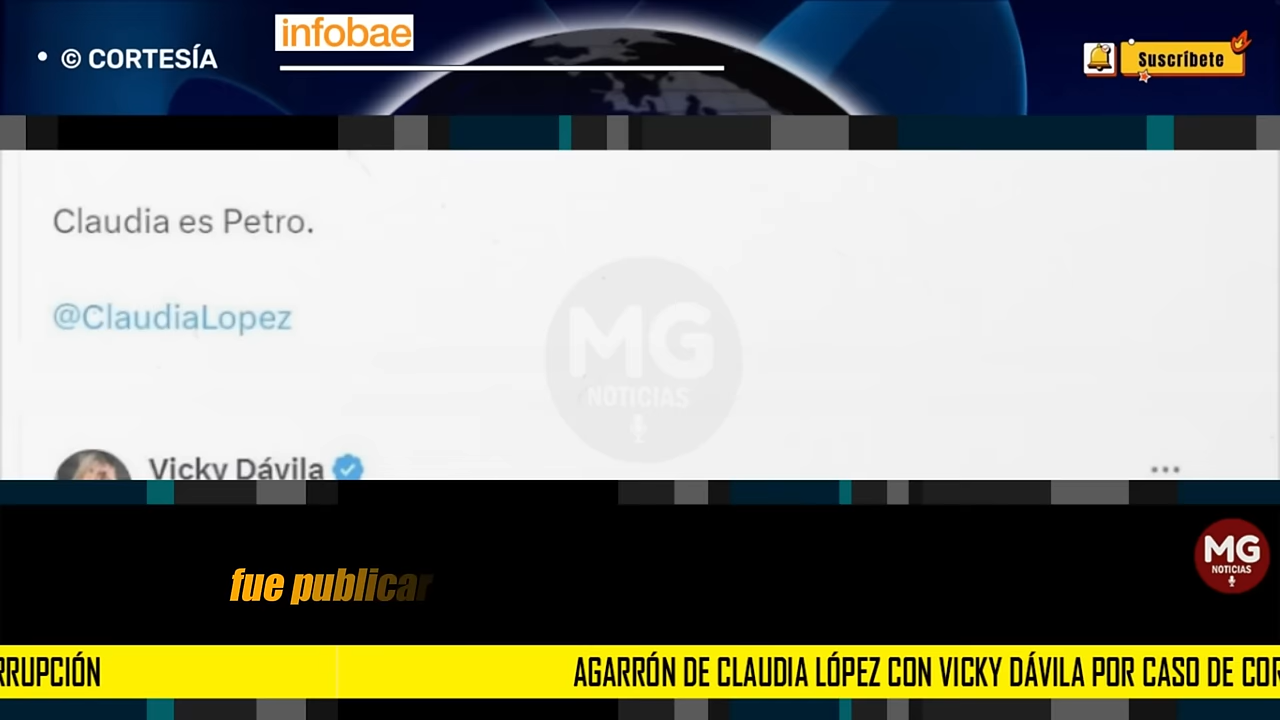 • © CORTESÍA
infobae
Suscríbete
Claudia es Petro.
@ClaudiaLopez
MG
NOTICIAS
Vicky Dávila
...
MG
NOTICIAS
fue publicar
RRUPCIÓN
AGARRÓN DE CLAUDIA LÓPEZ CON VICKY DÁVILA POR CASO DE COR